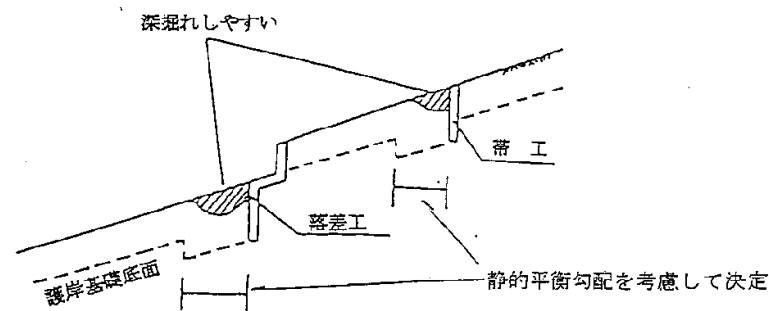 深掘れしやすい
帯工
落差工
護岸基礎底面
静的平衡勾配を考慮して決定